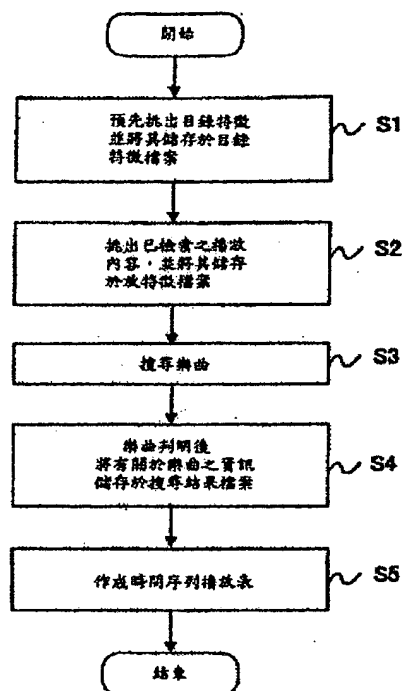 開始
預先挑出目錄特徵
並將其儲存於目錄
特徵檔案
S1
挑出已檢索之播放
內容，並將其儲存
於放特徵檔案
S2
搜尋樂曲
S3
樂曲判明後
將有關於樂曲之資訊
儲存於搜尋結果檔案
S4
作成時間序列播放表
S5
結束